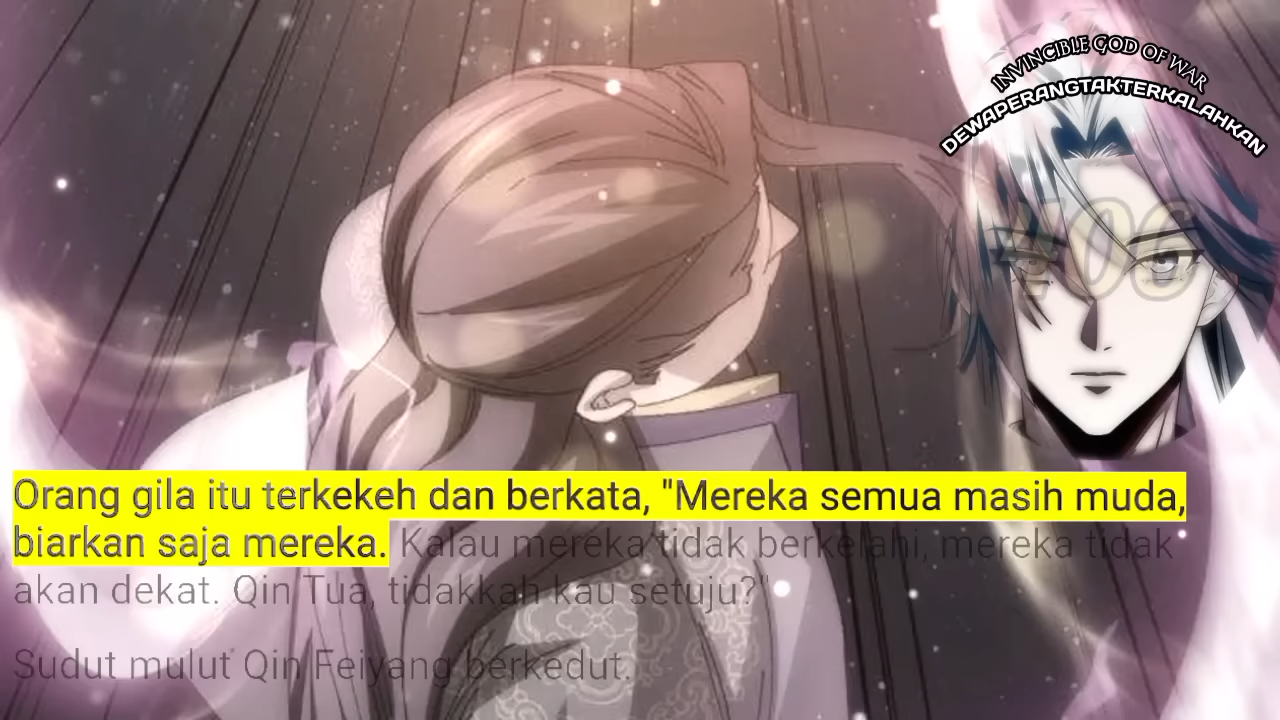 INVINCIBLE GOD OF WAR
DEWAPERANGTAKTERKALAHKAN
406
Orang gila itu terkekeh dan berkata, "Mereka semua masih muda,
biarkan saja mereka. Kalau mereka tidak berkelahi, mereka tidak
akan dekat. Qin Tua, tidakkah kau setuju?"
Sudut mulut Qin Feiyang berkedut.